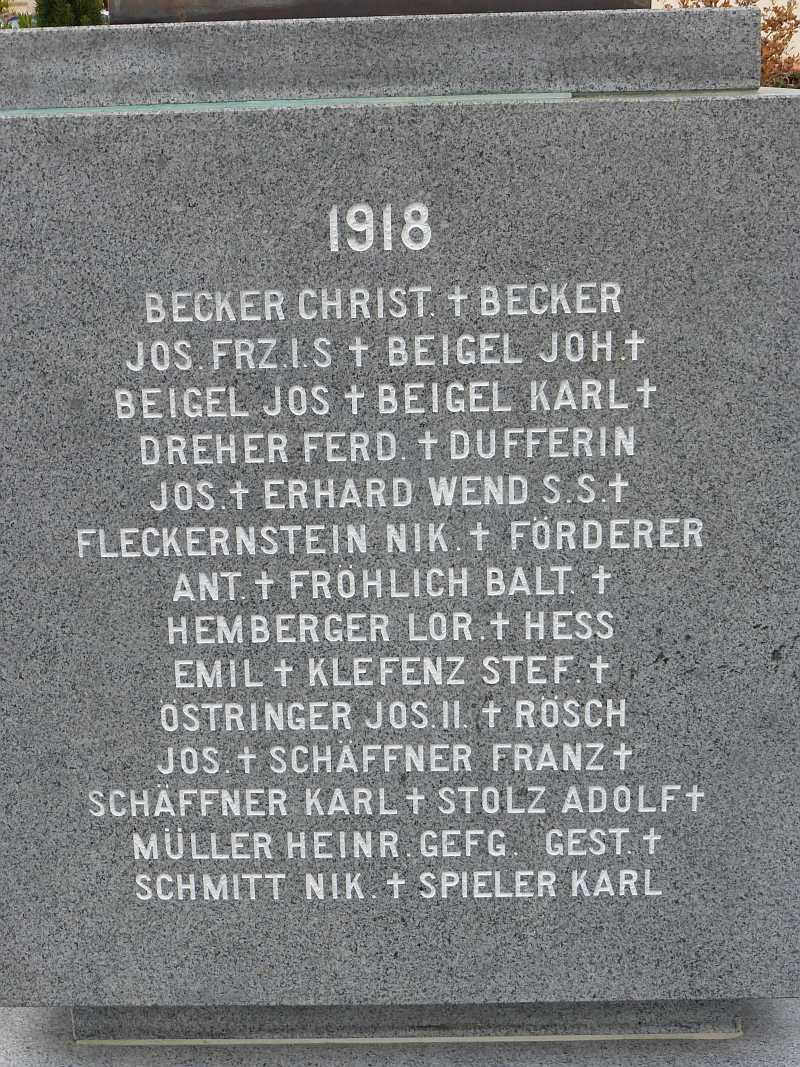 1918
BECKER CHRIST. † BECKER
JOS. FRZ. I. S † BEIGEL JOH. †
BEIGEL JOS † BEIGEL KARL †
DREHER FERD. † DUFFERIN
JOS. † ERHARD WEND S.S. †
FLECKERNSTEIN NIK. † FÖRDERER
ANT. † FRÖHLICH BALT. †
HEMBERGER LOR. † HESS
EMIL † KLEFENZ STEF. †
ÖSTRINGER JOS. II. † RÖSCH
JOS. † SCHÄFFNER FRANZ †
SCHÄFFNER KARL † STOLZ ADOLF †
MÜLLER HEINR. GEFG. GEST. †
SCHMITT NIK. † SPIELER KARL